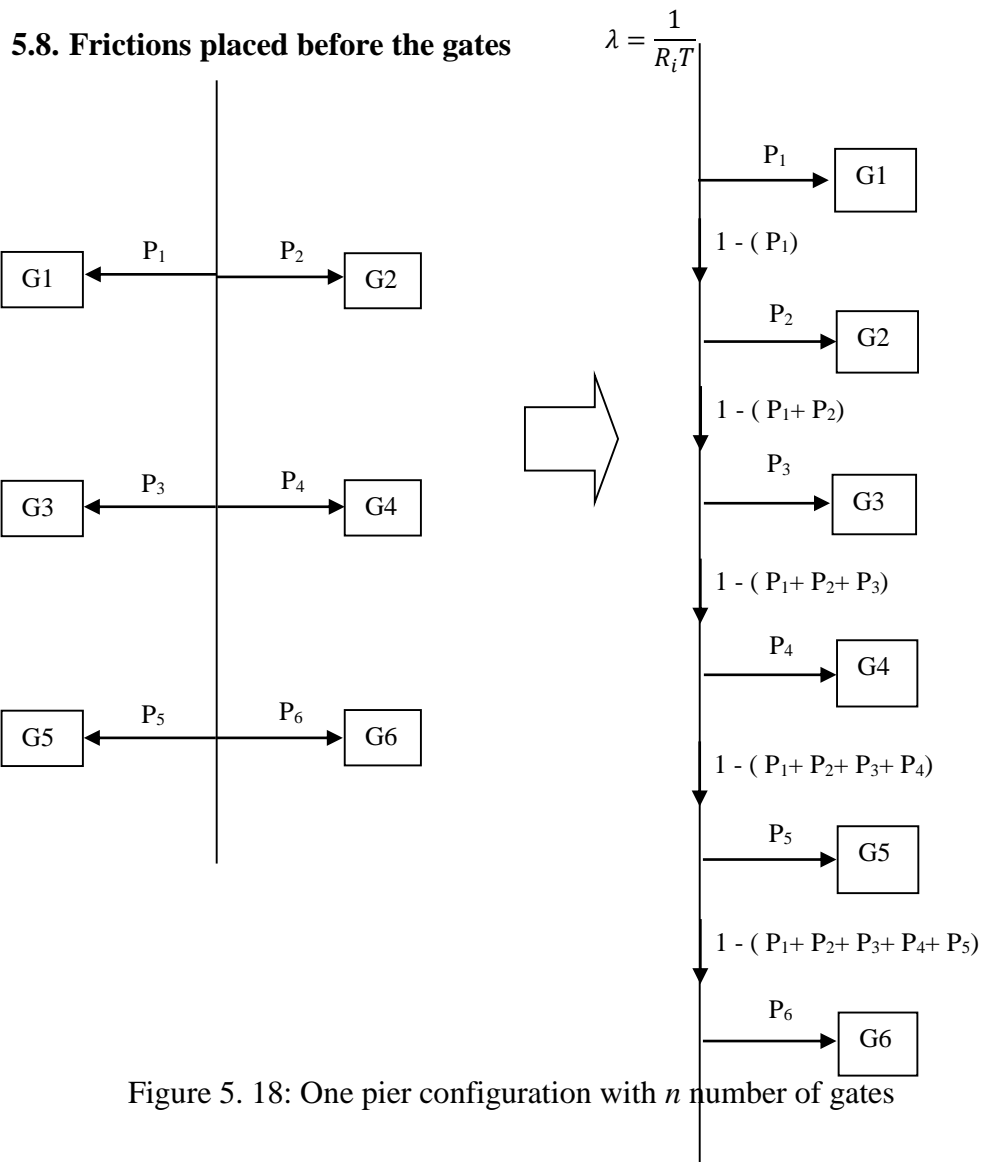 5.8. Frictions placed before the gates
λ = 1/(RᵢT)
P₁ P₂
G1 G2
P₃ P₄
G3 G4
P₅ P₆
G5 G6
P₁
G1
1 - ( P₁)
P₂
G2
1 - ( P₁+ P₂)
P₃
G3
1 - ( P₁+ P₂+ P₃)
P₄
G4
1 - ( P₁+ P₂+ P₃+ P₄)
P₅
G5
1 - ( P₁+ P₂+ P₃+ P₄+ P₅)
P₆
G6
Figure 5. 18: One pier configuration with n number of gates